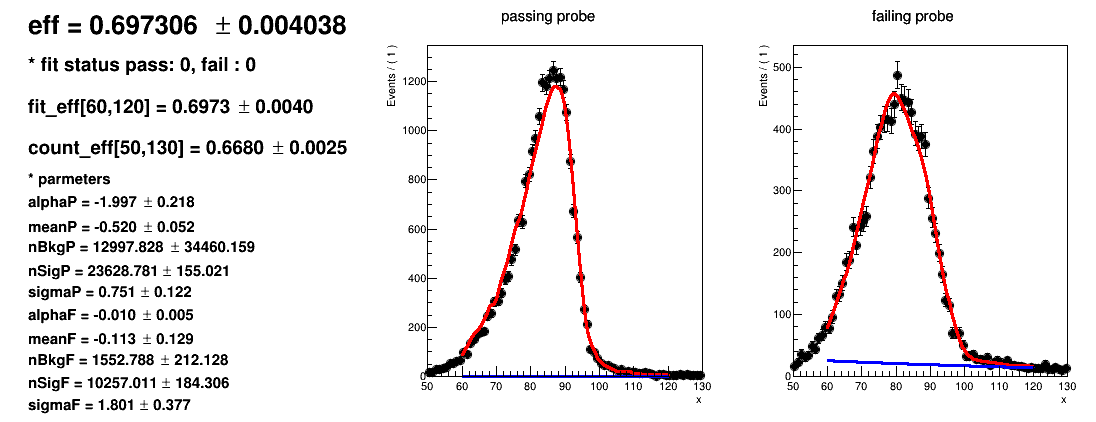 eff = 0.697306 ± 0.004038
* fit status pass: 0, fail : 0
fit_eff[60,120] = 0.6973 ± 0.0040
count_eff[50,130] = 0.6680 ± 0.0025
* parmeters
alphaP = -1.997 ± 0.218
meanP = -0.520 ± 0.052
nBkgP = 12997.828 ± 34460.159
nSigP = 23628.781 ± 155.021
sigmaP = 0.751 ± 0.122
alphaF = -0.010 ± 0.005
meanF = -0.113 ± 0.129
nBkgF = 1552.788 ± 212.128
nSigF = 10257.011 ± 184.306
sigmaF = 1.801 ± 0.377
passing probe
Events / ( 1 )
1200
1000
800
600
400
200
0
50 60 70 80 90 100 110 120 130
x
failing probe
Events / ( 1 )
500
400
300
200
100
0
50 60 70 80 90 100 110 120 130
x